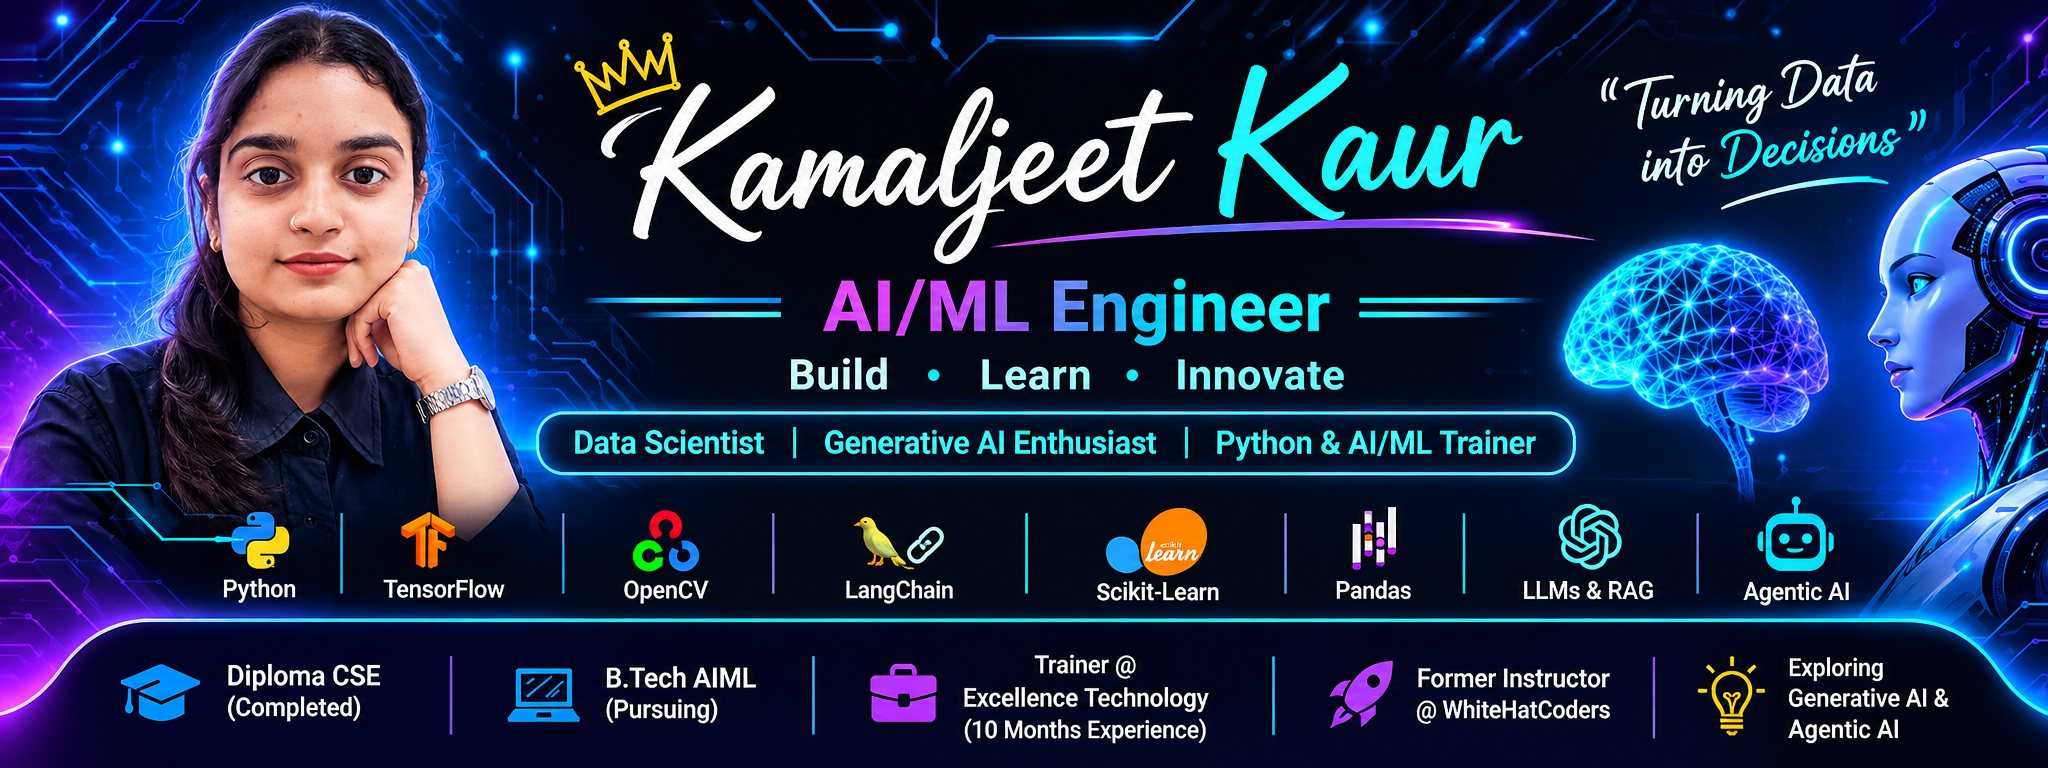 Kamaljeet Kaur
“Turning Data
into Decisions”
AI/ML Engineer
Build • Learn • Innovate
Data Scientist | Generative AI Enthusiast | Python & AI/ML Trainer
Python
TensorFlow
OpenCV
LangChain
scikit
learn
Scikit-Learn
Pandas
LLMs & RAG
Agentic AI
Diploma CSE
(Completed)
B.Tech AIML
(Pursuing)
Trainer @
Excellence Technology
(10 Months Experience)
Former Instructor
@ WhiteHatCoders
Exploring
Generative AI &
Agentic AI